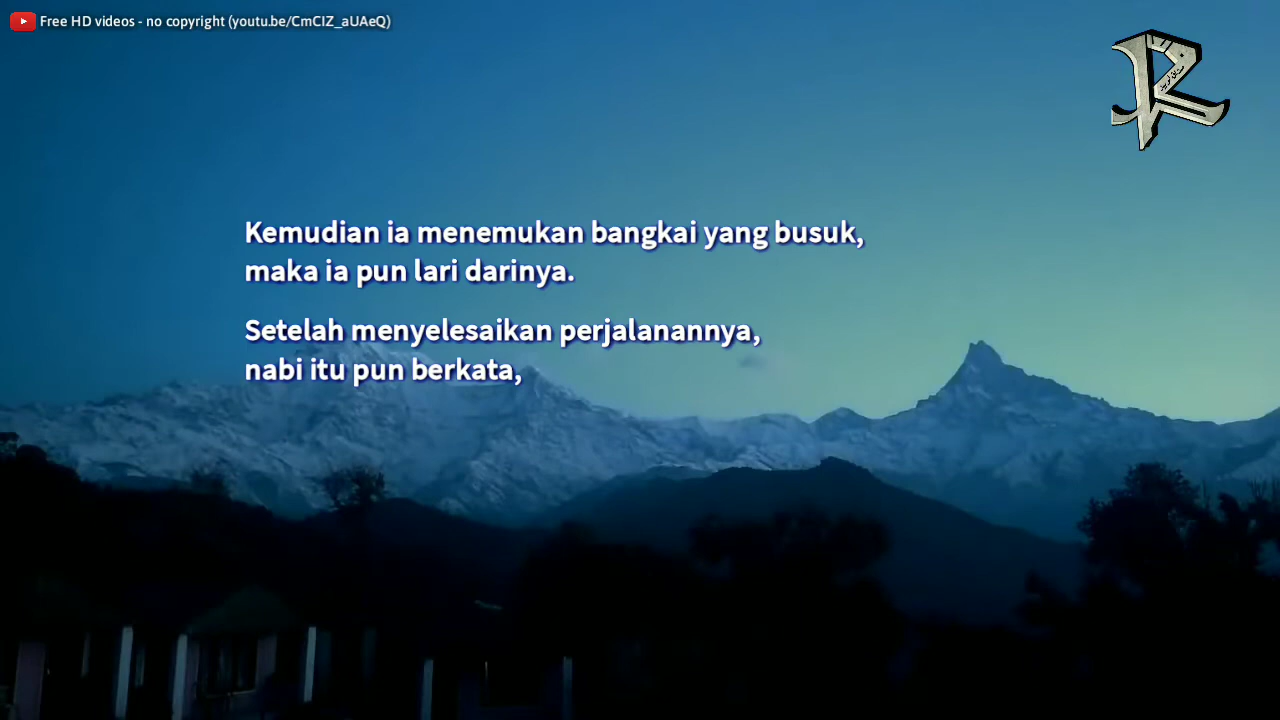 Free HD videos - no copyright (youtu.be/CmCIZ_aUAeQ)
Kemudian ia menemukan bangkai yang busuk,
maka ia pun lari darinya.
Setelah menyelesaikan perjalanannya,
nabi itu pun berkata,